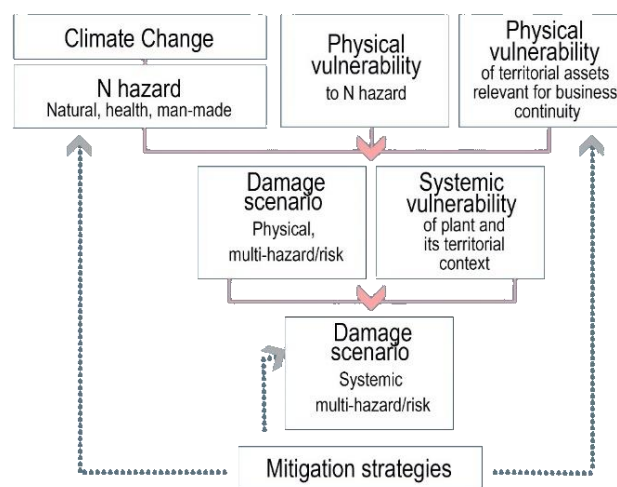 Climate Change
N hazard
Natural, health, man-made
Physical
vulnerability
to N hazard
Physical
vulnerability
of territorial assets
relevant for business
continuity
Damage
scenario
Physical,
multi-hazard/risk
Systemic
vulnerability
of plant and
its territorial
context
Damage
scenario
Systemic
multi-hazard/risk
Mitigation strategies